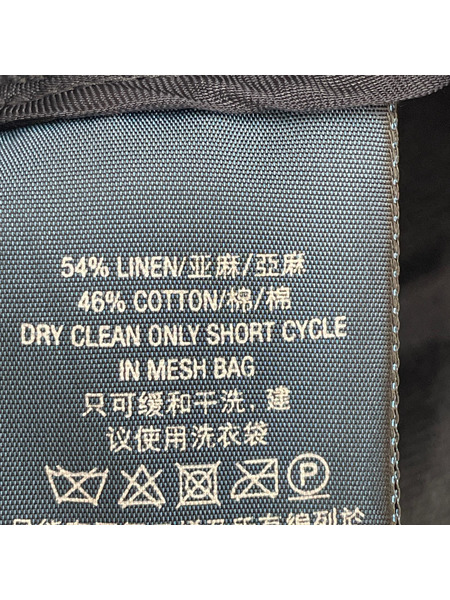 54% LINEN/亚麻/亞麻
46% COTTON/棉/棉
DRY CLEAN ONLY SHORT CYCLE
IN MESH BAG
只可缓和干洗,建
议使用洗衣袋
P